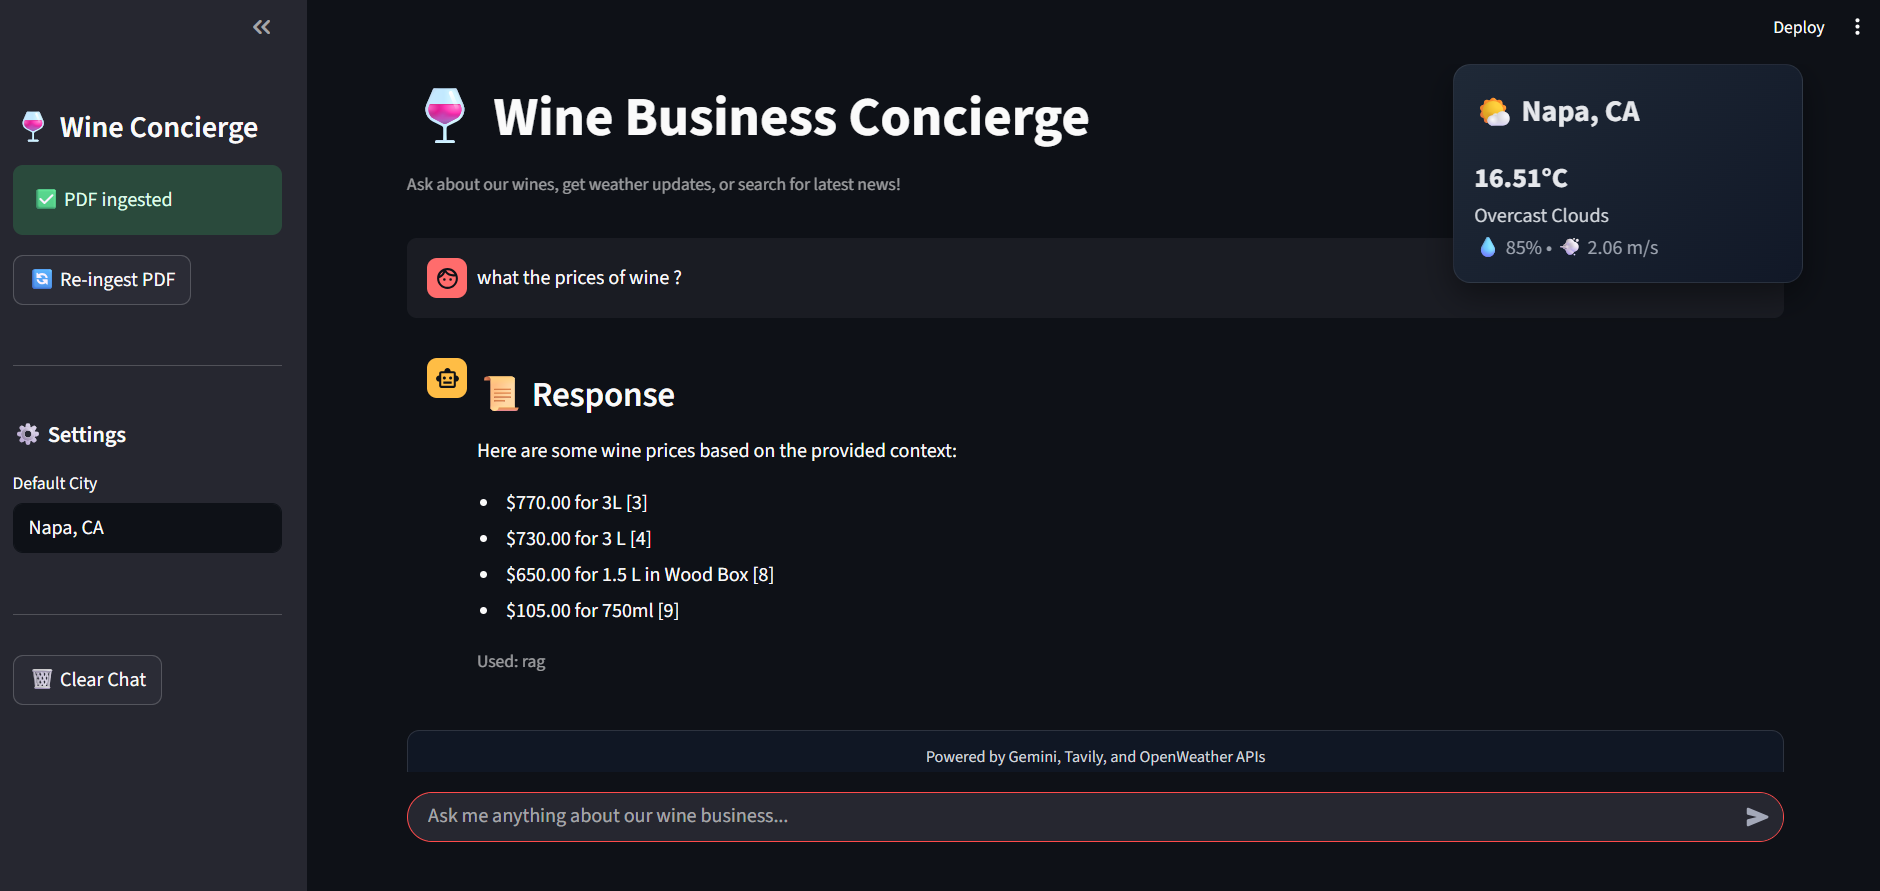 Wine Concierge
PDF ingested
Re-ingest PDF
Settings
Default City
Napa, CA
Clear Chat
Deploy
Wine Business Concierge
Ask about our wines, get weather updates, or search for latest news!
Napa, CA
16.51°C
Overcast Clouds
85% • 2.06 m/s
what the prices of wine ?
Response
Here are some wine prices based on the provided context:
• $770.00 for 3L [3]
• $730.00 for 3 L [4]
• $650.00 for 1.5 L in Wood Box [8]
• $105.00 for 750ml [9]
Used: rag
Powered by Gemini, Tavily, and OpenWeather APIs
Ask me anything about our wine business...